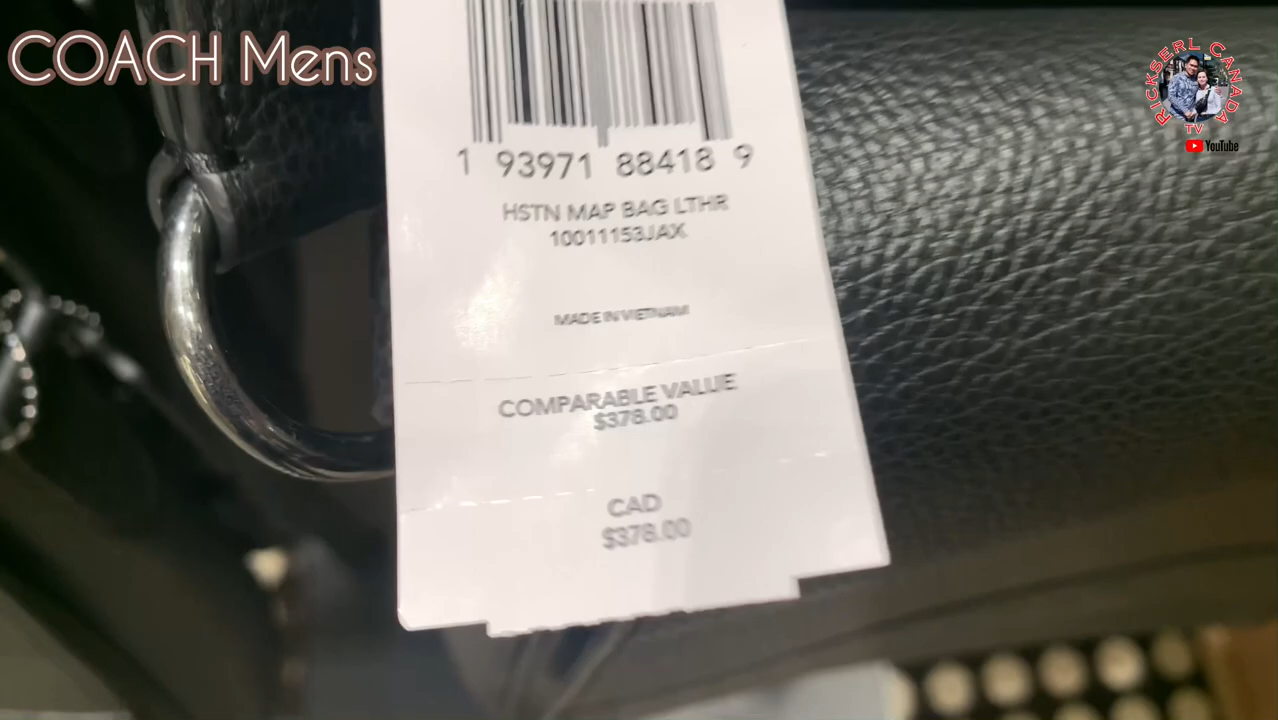 COACH Mens
RICKSERL CANADA
TV
YouTube
1 93971 88418 9
HSTN MAP BAG LTHR
10011153JAX
MADE IN VIETNAM
COMPARABLE VALUE
$378.00
CAD
$378.00